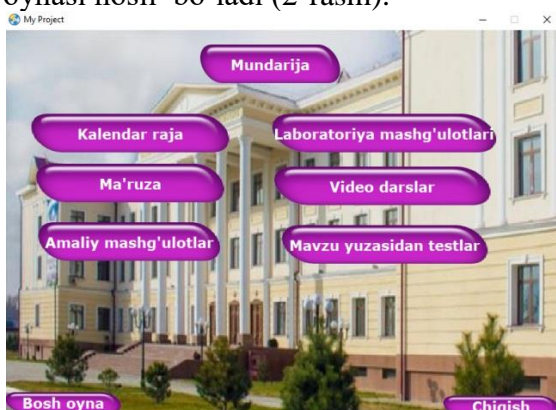 oynasi hosil bo'ladi (2-rasm).
My Project
Mundarija
Kalendar raja
Laboratoriya mashg'ulotlari
Ma'ruza
Video darslar
Amaliy mashg'ulotlar
Mavzu yuzasidan testlar
Bosh oyna
Chiqish